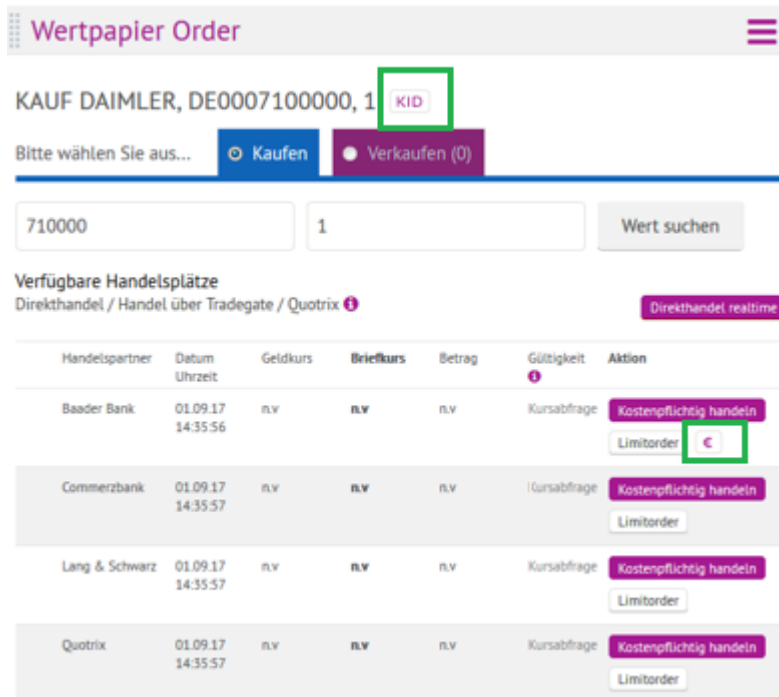 Wertpapier Order
KAUF DAIMLER, DE0007100000, 1 KID
Bitte wählen Sie aus... Kaufen Verkaufen (0)
710000 1 Wert suchen
Verfügbare Handelsplätze
Direkthandel / Handel über Tradegate / Quotrix
Direkthandel realtime
Handelspartner Datum Uhrzeit Geldkurs Briefkurs Betrag Gültigkeit Aktion
Baader Bank 01.09.17 14:35:56 n.v n.v n.v Kursabfrage Kostenpflichtig handeln
Limitorder €
Commerzbank 01.09.17 14:35:57 n.v n.v n.v Kursabfrage Kostenpflichtig handeln
Limitorder
Lang & Schwarz 01.09.17 14:35:57 n.v n.v n.v Kursabfrage Kostenpflichtig handeln
Limitorder
Quotrix 01.09.17 14:35:57 n.v n.v n.v Kursabfrage Kostenpflichtig handeln
Limitorder